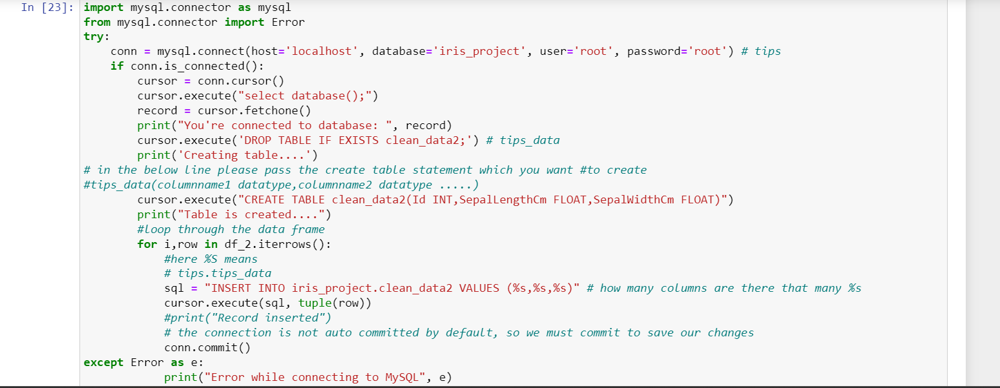 In [23]: import mysql.connector as mysql
from mysql.connector import Error
try:
    conn = mysql.connect(host='localhost', database='iris_project', user='root', password='root') # tips
    if conn.is_connected():
        cursor = conn.cursor()
        cursor.execute("select database();")
        record = cursor.fetchone()
        print("You're connected to database: ", record)
        cursor.execute('DROP TABLE IF EXISTS clean_data2;') # tips_data
        print('Creating table....')
# in the below line please pass the create table statement which you want #to create
#tips_data(columnname1 datatype,columnname2 datatype .....)
        cursor.execute("CREATE TABLE clean_data2(Id INT,SepalLengthCm FLOAT,SepalWidthCm FLOAT)")
        print("Table is created....")
        #loop through the data frame
        for i,row in df_2.iterrows():
            #here %S means
            # tips.tips_data
            sql = "INSERT INTO iris_project.clean_data2 VALUES (%s,%s,%s)" # how many columns are there that many %s
            cursor.execute(sql, tuple(row))
            #print("Record inserted")
            # the connection is not auto committed by default, so we must commit to save our changes
            conn.commit()
except Error as e:
            print("Error while connecting to MySQL", e)